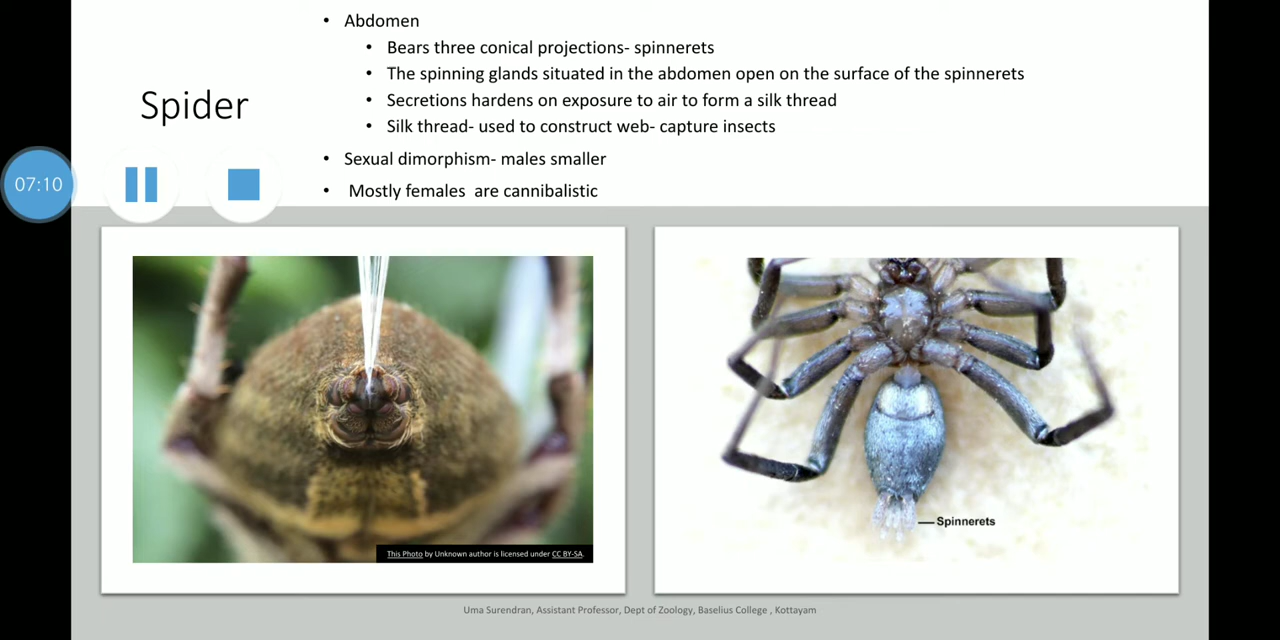 Spider
• Abdomen
• Bears three conical projections- spinnerets
• The spinning glands situated in the abdomen open on the surface of the spinnerets
• Secretions hardens on exposure to air to form a silk thread
• Silk thread- used to construct web- capture insects
• Sexual dimorphism- males smaller
• Mostly females are cannibalistic
07:10
This Photo by Unknown author is licensed under CC BY-SA.
Spinnerets
Uma Surendran, Assistant Professor, Dept of Zoology, Baselius College , Kottayam